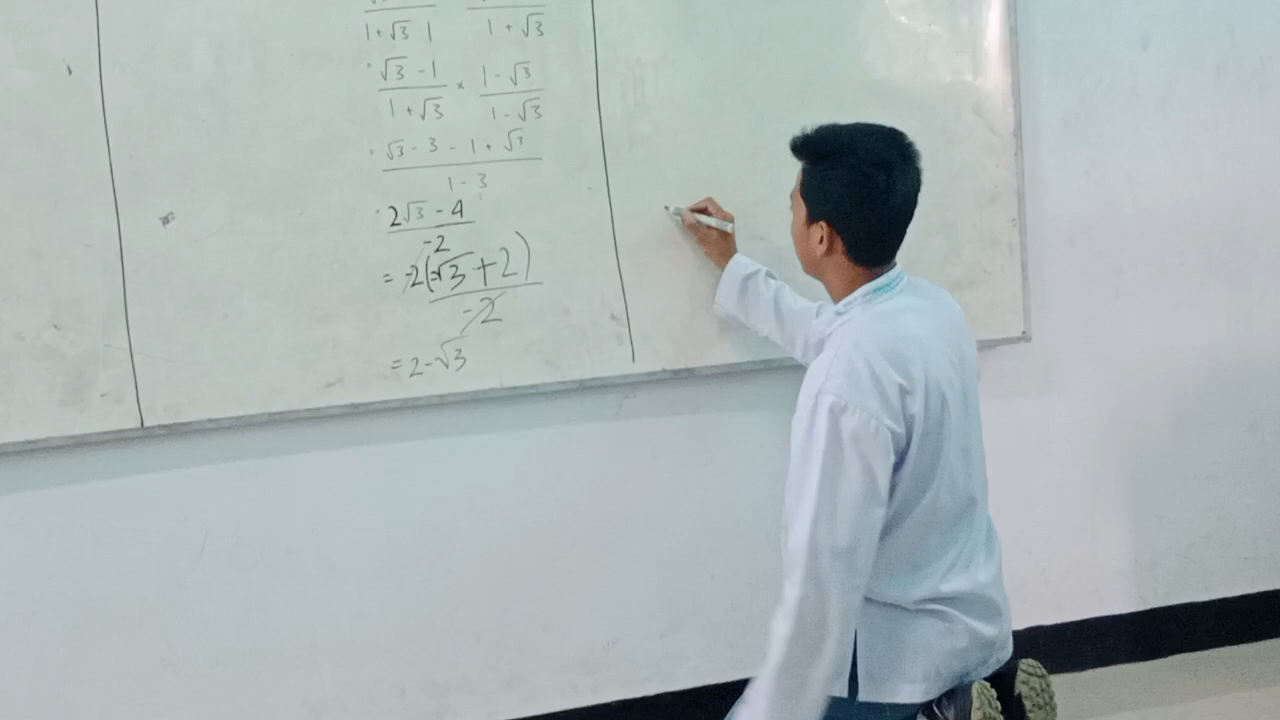 1+√3 1   1+√3
√3 -1 / 1+√3 × 1-√3 / 1-√3
√3 - 3 - 1 + √3 / 1 - 3
2√3 - 4 / -2
= -2(-√3+2) / -2
= 2-√3